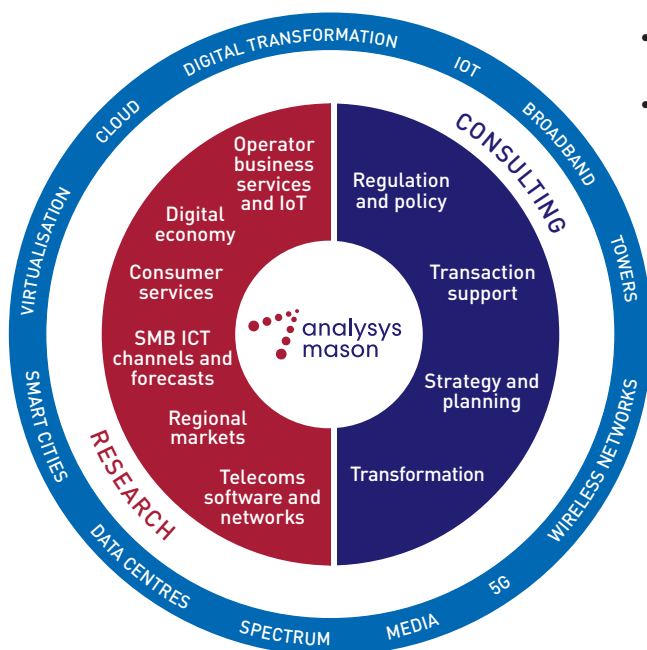 DIGITAL TRANSFORMATION
IOT
BROADBAND
TOWERS
WIRELESS NETWORKS
5G
MEDIA
SPECTRUM
DATA CENTRES
SMART CITIES
VIRTUALISATION
CLOUD
CONSULTING
Regulation
and policy
Transaction
support
Strategy and
planning
Transformation
RESEARCH
Operator
business
services
and IoT
Digital
economy
Consumer
services
SMB ICT
channels and
forecasts
Regional
markets
Telecoms
software and
networks
analysys
mason